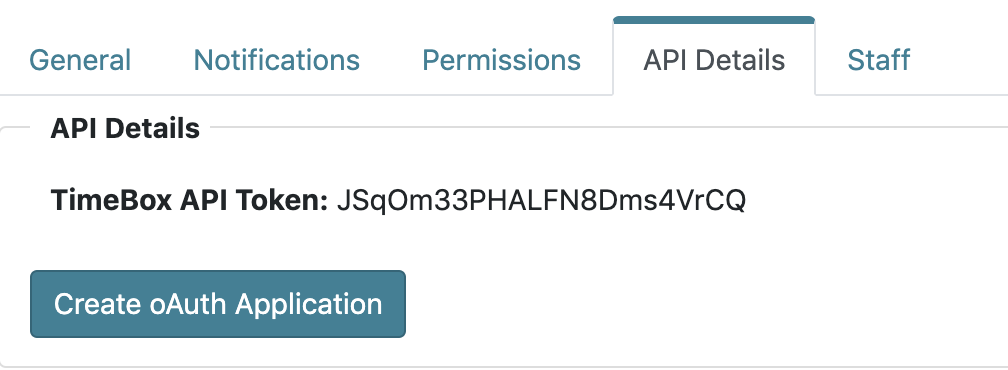 General Notifications Permissions API Details Staff
API Details
TimeBox API Token: JSqOm33PHALFN8Dms4VrCQ
Create oAuth Application